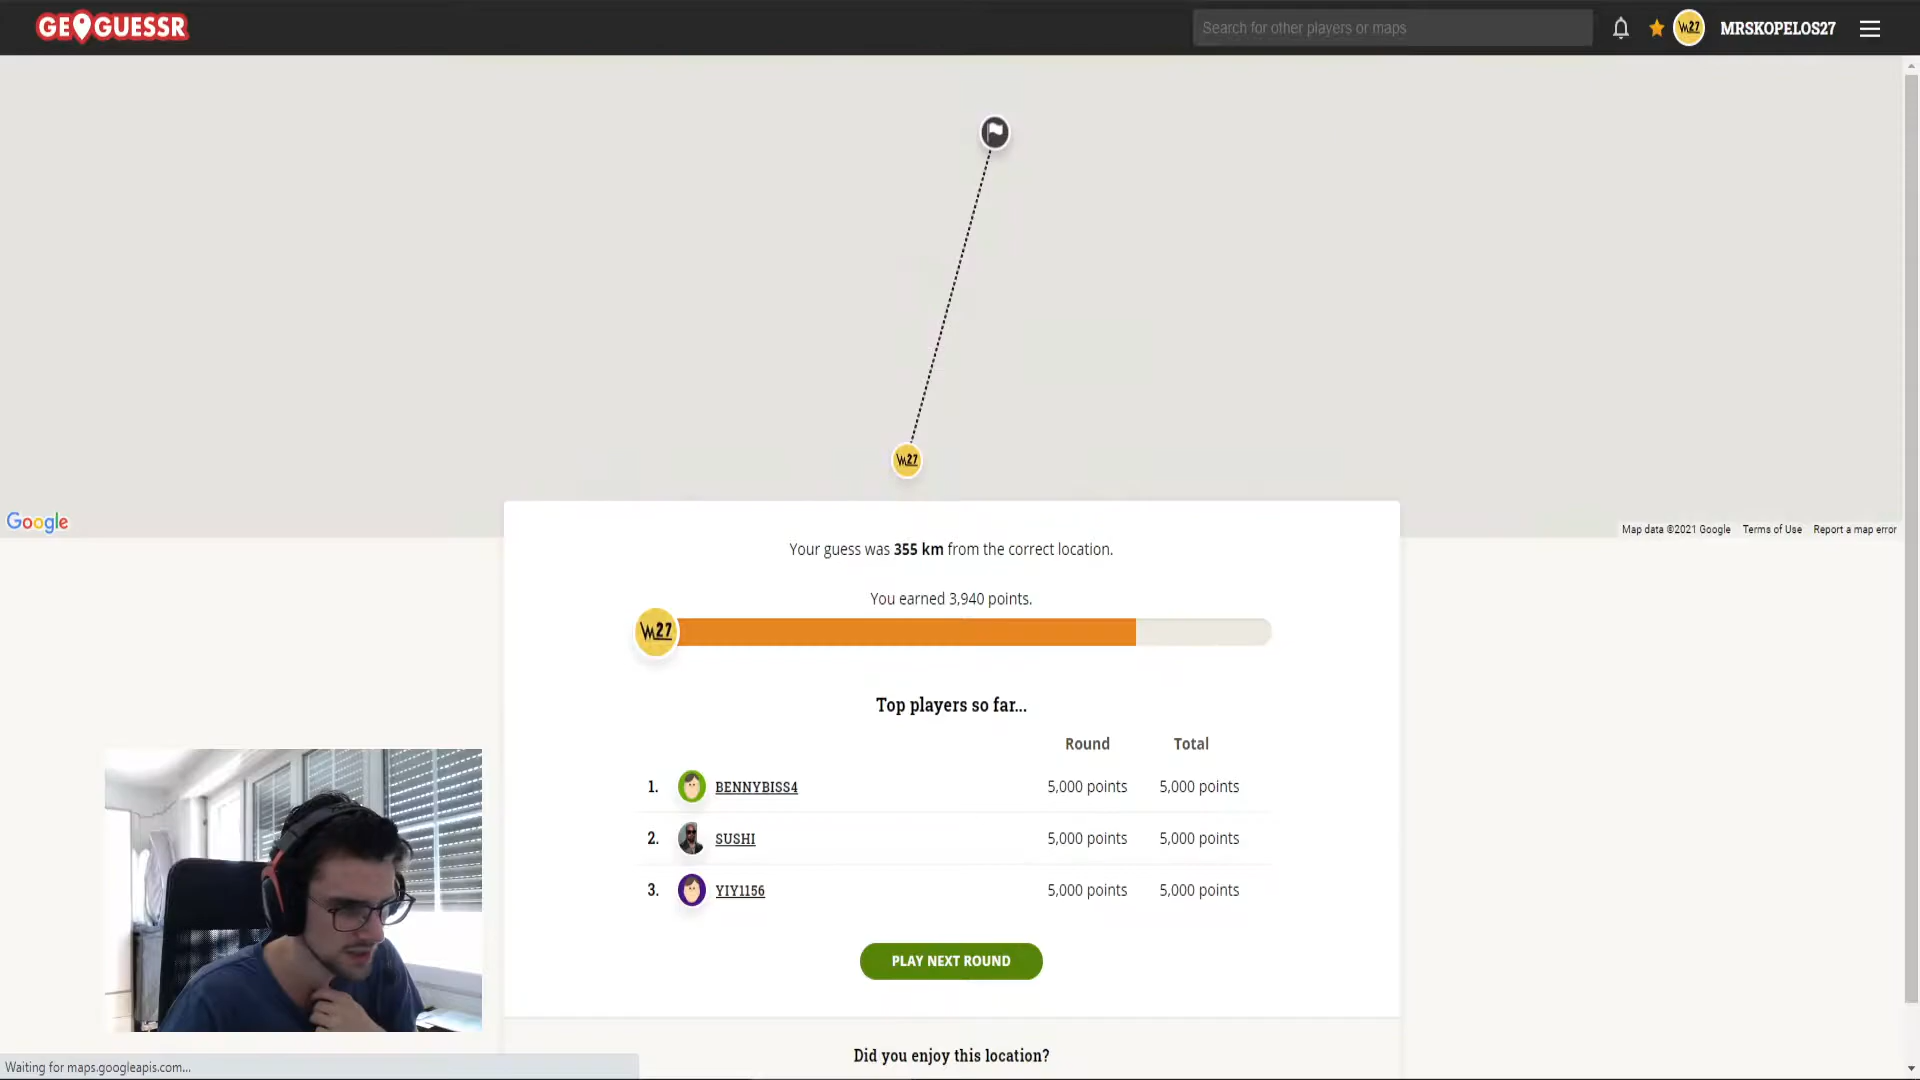 GEOGUESSR
Search for other players or maps
W27
MRSKOPELOS27
W27
Google
Map data ©2021 Google Terms of Use Report a map error
Your guess was 355 km from the correct location.
You earned 3,940 points.
W27
Top players so far...
Round Total
1. BENNYBISS4 5,000 points 5,000 points
2. SUSHI 5,000 points 5,000 points
3. YIY1156 5,000 points 5,000 points
PLAY NEXT ROUND
Did you enjoy this location?
Waiting for maps.googleapis.com...